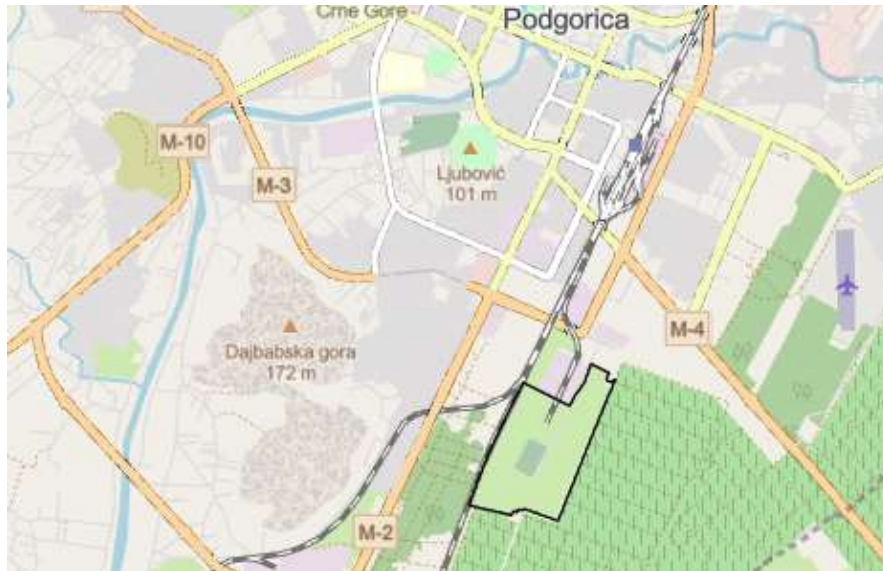 Crne Gore
Podgorica
M-10
Ljubović
101 m
M-3
M-4
Dajbabska gora
172 m
M-2